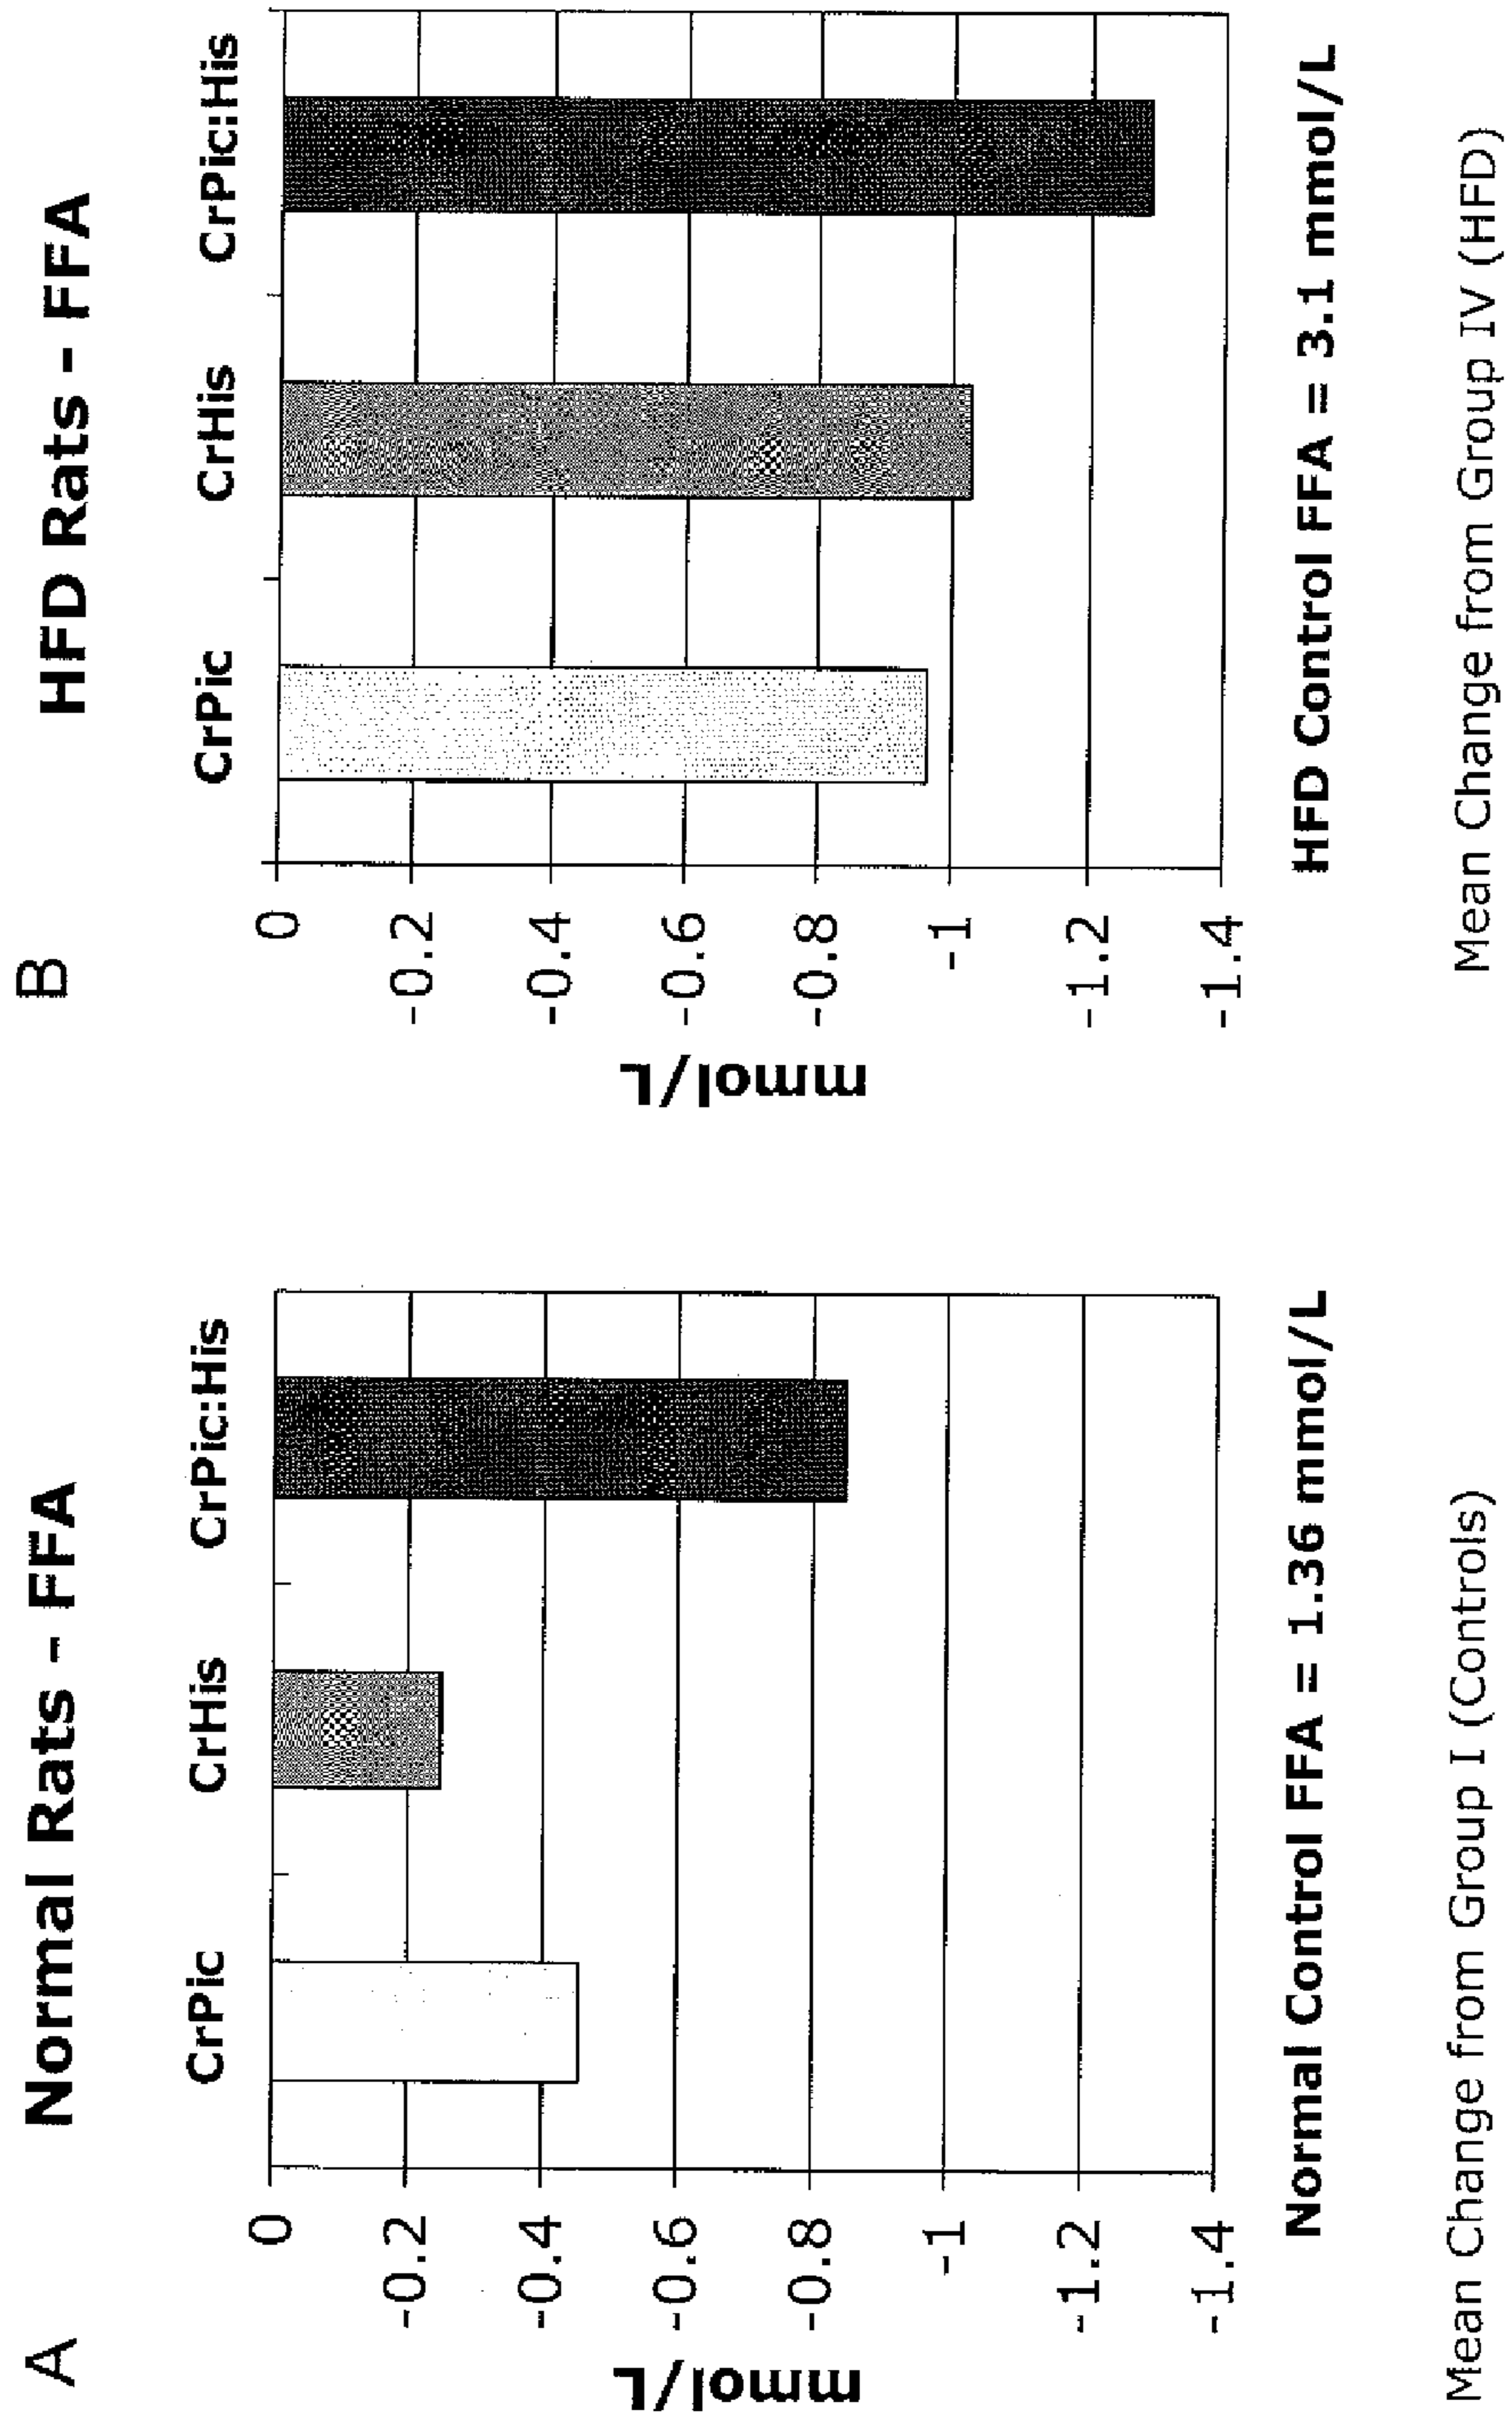 A
Normal Rats - FFA
CrPic CrHis CrPic:His
0
-0.2
-0.4
-0.6
-0.8
-1
-1.2
-1.4
mmol/L
Normal Control FFA = 1.36 mmol/L
Mean Change from Group I (Controls)
B
HFD Rats - FFA
CrPic CrHis CrPic:His
0
-0.2
-0.4
-0.6
-0.8
-1
-1.2
-1.4
mmol/L
HFD Control FFA = 3.1 mmol/L
Mean Change from Group IV (HFD)